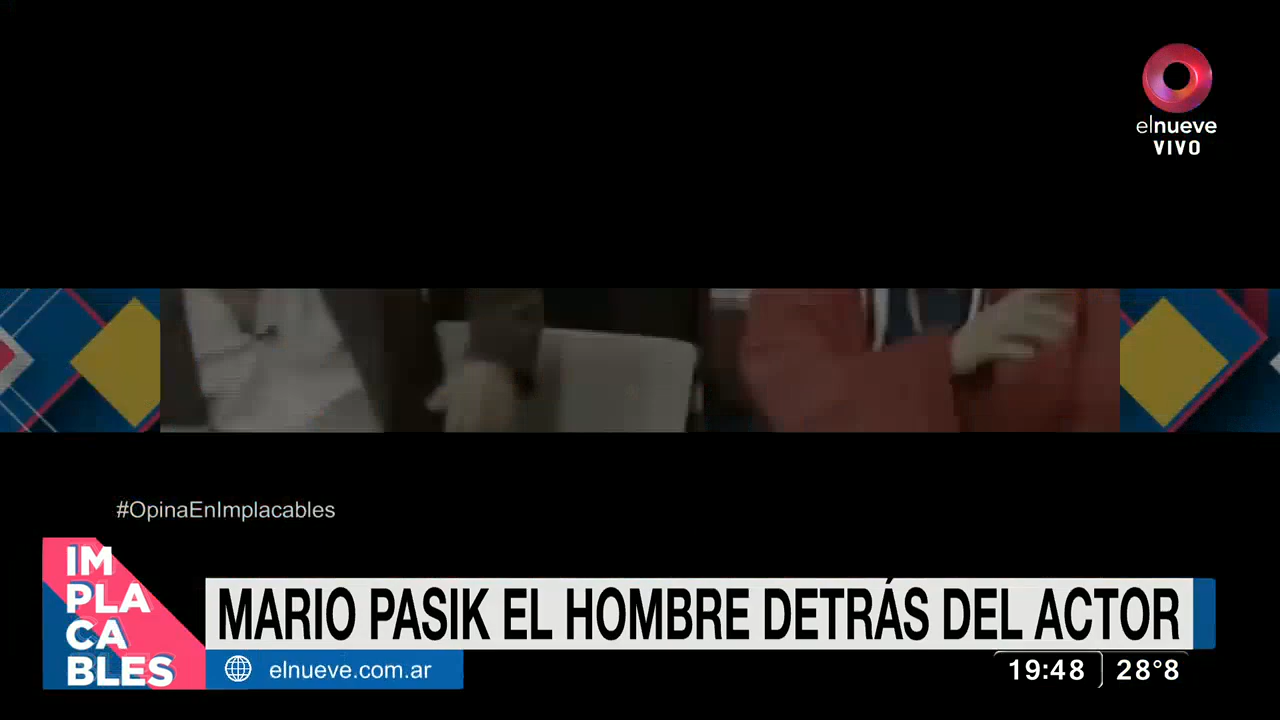 elnueve
VIVO
#OpinaEnImplacables
IM
PLA
CA
BLES
MARIO PASIK EL HOMBRE DETRÁS DEL ACTOR
elnueve.com.ar
19:48 28°8